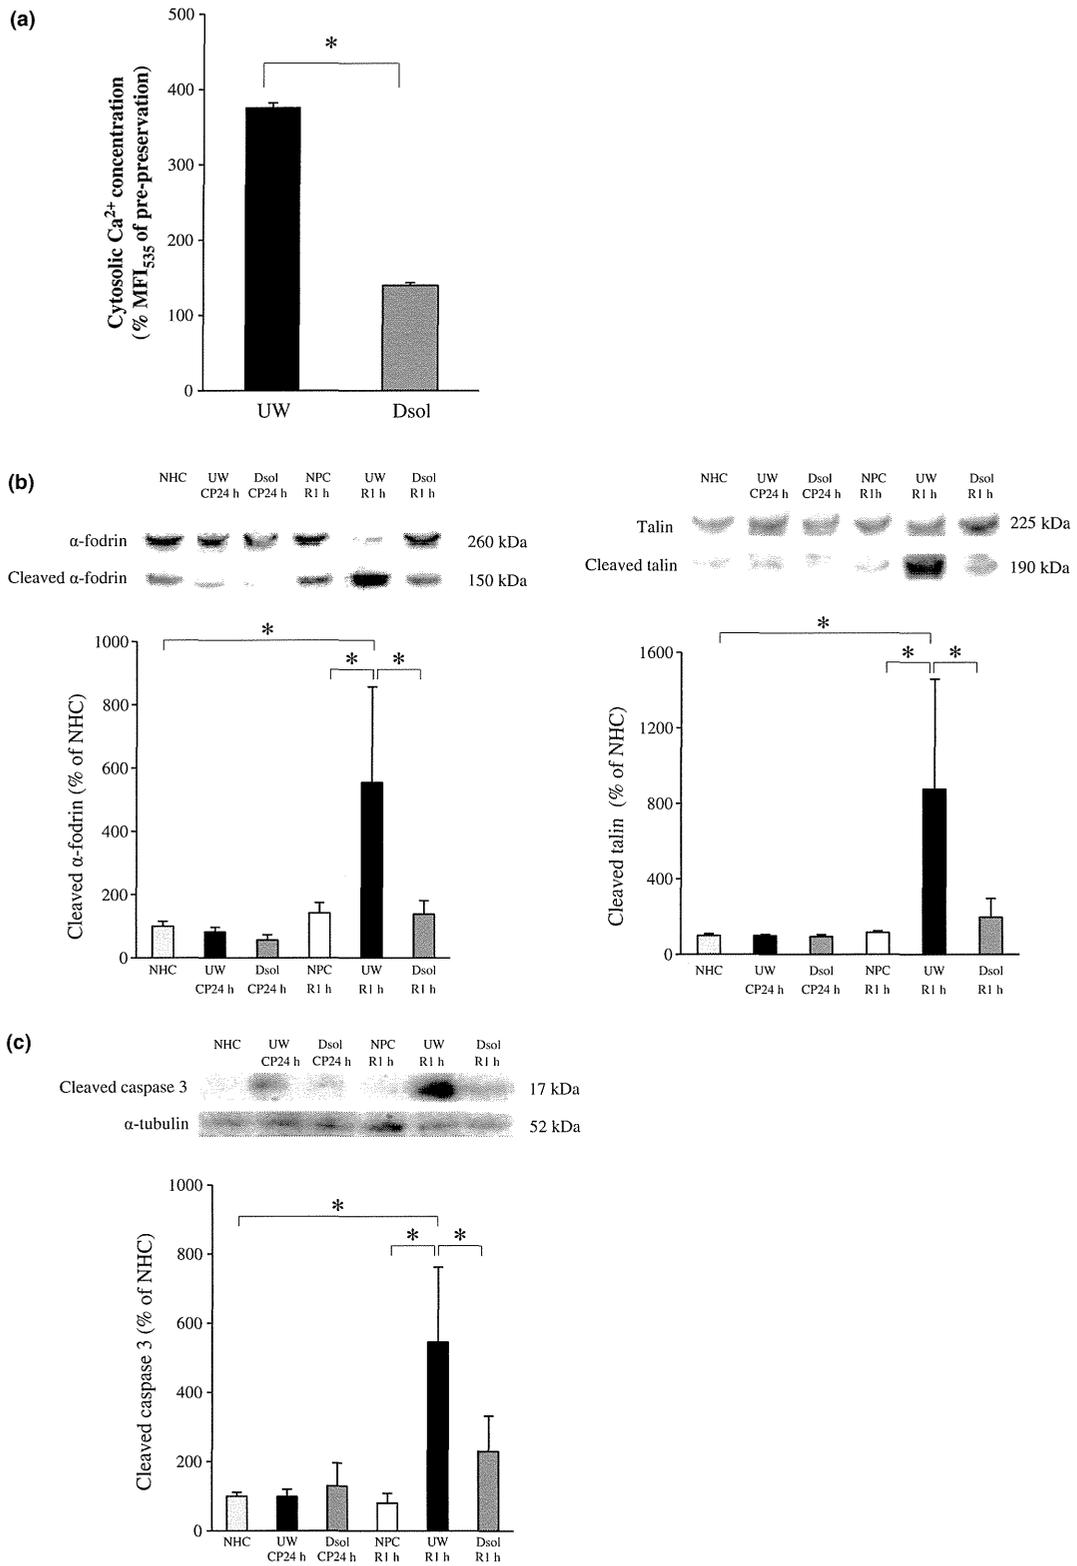 (a)
500
400
300
200
100
0
Cytosolic Ca²⁺ concentration
(% MFI₅₃₅ of pre-preservation)
*
UW Dsol
(b)
NHC UW Dsol NPC UW Dsol
CP24 h CP24 h R1 h R1 h R1 h
α-fodrin 260 kDa
Cleaved α-fodrin 150 kDa
1000
800
600
400
200
0
Cleaved α-fodrin (% of NHC)
*
* *
NHC UW Dsol NPC UW Dsol
CP24 h CP24 h R1 h R1 h R1 h
NHC UW Dsol NPC UW Dsol
CP24 h CP24 h R1h R1 h R1 h
Talin 225 kDa
Cleaved talin 190 kDa
1600
1200
800
400
0
Cleaved talin (% of NHC)
*
* *
NHC UW Dsol NPC UW Dsol
CP24 h CP24 h R1 h R1 h R1 h
(c)
NHC UW Dsol NPC UW Dsol
CP24 h CP24 h R1 h R1 h R1 h
Cleaved caspase 3 17 kDa
α-tubulin 52 kDa
1000
800
600
400
200
0
Cleaved caspase 3 (% of NHC)
*
* *
NHC UW Dsol NPC UW Dsol
CP24 h CP24 h R1 h R1 h R1 h